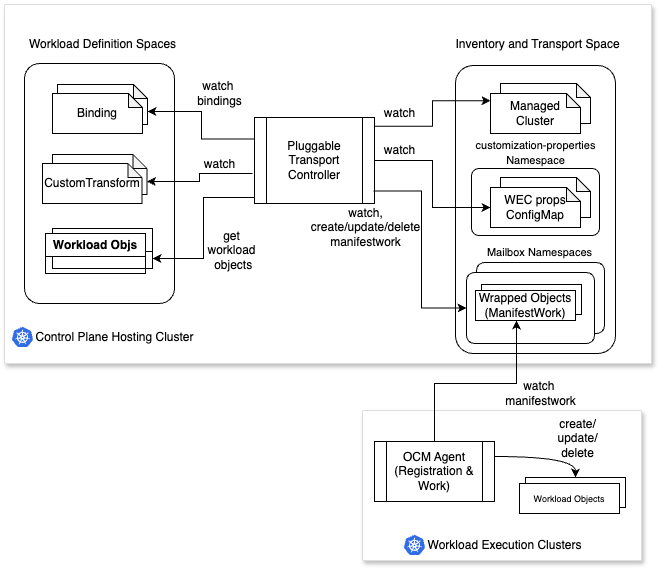 Workload Definition Spaces
Inventory and Transport Space
Binding
watch
bindings
CustomTransform
watch
Workload Objs
get
workload
objects
Pluggable
Transport
Controller
watch
watch
watch,
create/update/delete
manifestwork
Managed
Cluster
customization-properties
Namespace
WEC props
ConfigMap
Mailbox Namespaces
Wrapped Objects
(ManifestWork)
Control Plane Hosting Cluster
watch
manifestwork
OCM Agent
(Registration &
Work)
create/
update/
delete
Workload Objects
Workload Execution Clusters